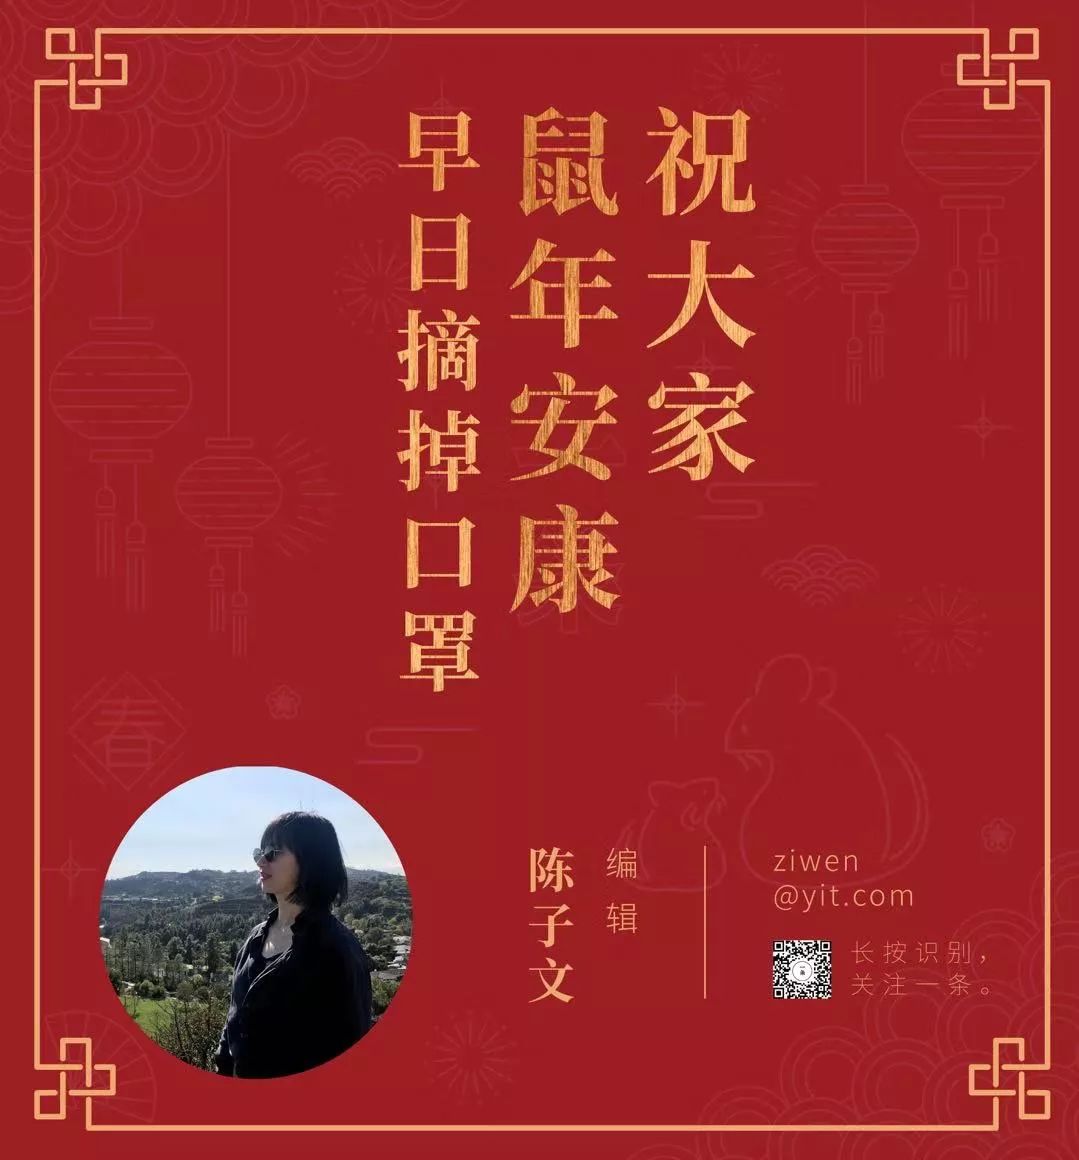 祝大家
鼠年安康
早日摘掉口罩
春
编辑
陈子文
ziwen
@yit.com
长按识别，
关注一条。